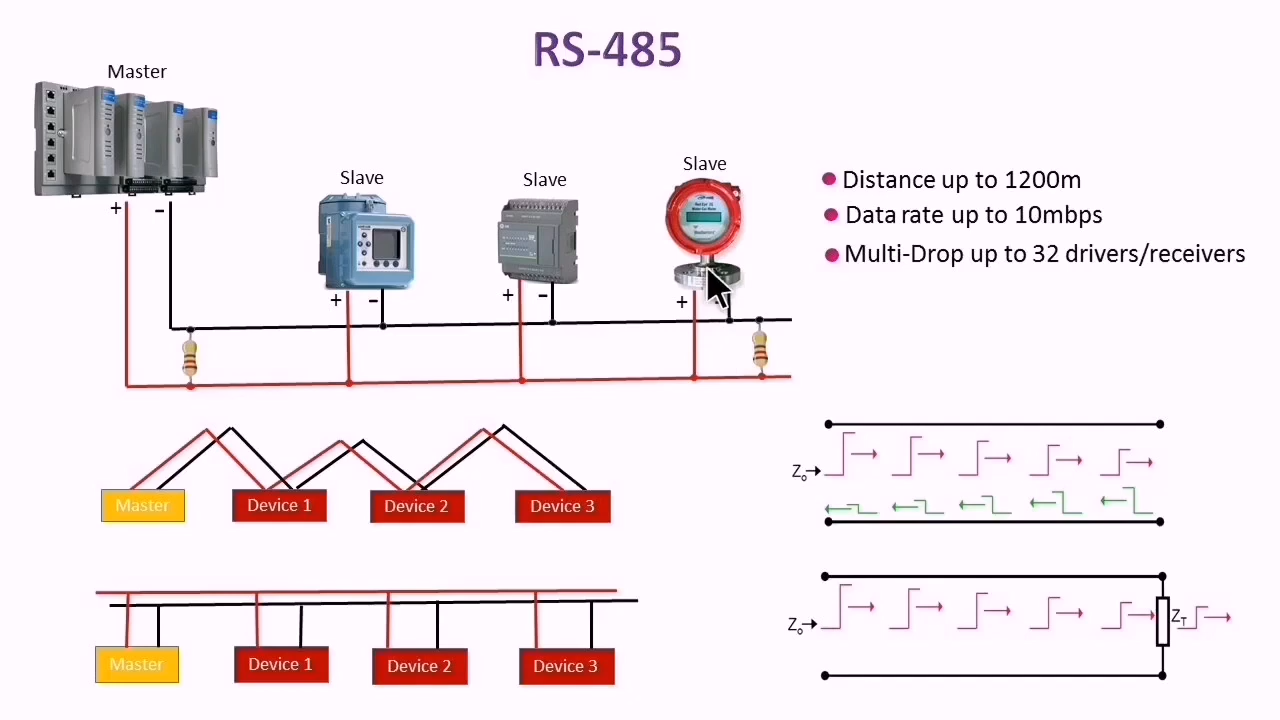 RS-485
Master
Slave
Slave
Slave
+ -
+ -
+ -
+
Distance up to 1200m
Data rate up to 10mbps
Multi-Drop up to 32 drivers/receivers
Master
Device 1
Device 2
Device 3
Zo
Master
Device 1
Device 2
Device 3
Zo
ZT